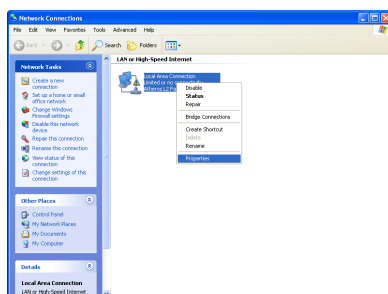 Network Connections
File Edit View Favorites Tools Advanced Help
Back Search Folders
Network Tasks
Create a new
connection
Set up a home or small
office network
Change Windows
Firewall settings
Disable this network
device
Repair this connection
Rename this connection
View status of this
connection
Change settings of this
connection
Other Places
Control Panel
My Network Places
My Documents
My Computer
Details
Local Area Connection
LAN or High-Speed Internet
LAN or High-Speed Internet
Local Area Connection
Limited or no
Atheros L2 Fa
Disable
Status
Repair
Bridge Connections
Create Shortcut
Delete
Rename
Properties